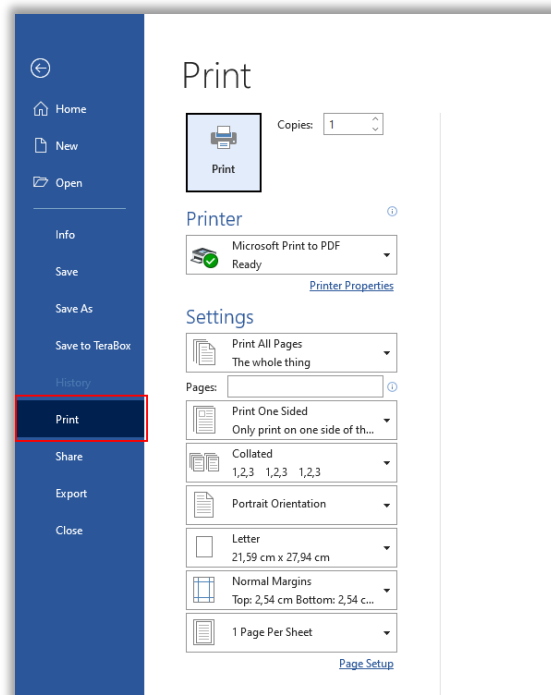 Home
New
Open
Info
Save
Save As
Save to TeraBox
History
Print
Share
Export
Close
Print
Print
Copies: 1
Printer
Microsoft Print to PDF
Ready
Printer Properties
Settings
Print All Pages
The whole thing
Pages:
Print One Sided
Only print on one side of th...
Collated
1,2,3 1,2,3 1,2,3
Portrait Orientation
Letter
21,59 cm x 27,94 cm
Normal Margins
Top: 2,54 cm Bottom: 2,54 c...
1 Page Per Sheet
Page Setup